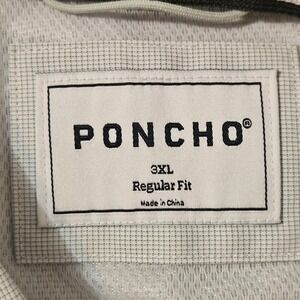 PONCHO®
3XL
Regular Fit
Made in China